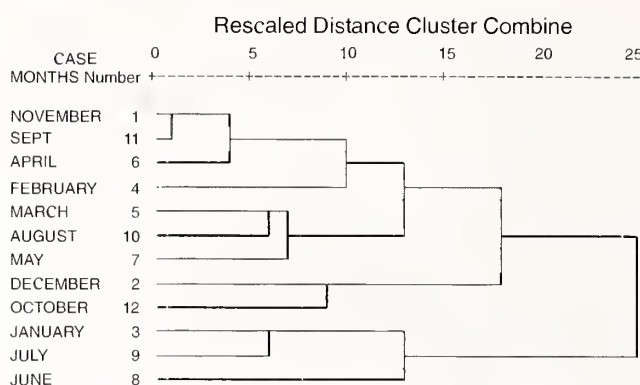 Rescaled Distance Cluster Combine
CASE 0 5 10 15 20 25
MONTHS Number
NOVEMBER 1
SEPT 11
APRIL 6
FEBRUARY 4
MARCH 5
AUGUST 10
MAY 7
DECEMBER 2
OCTOBER 12
JANUARY 3
JULY 9
JUNE 8